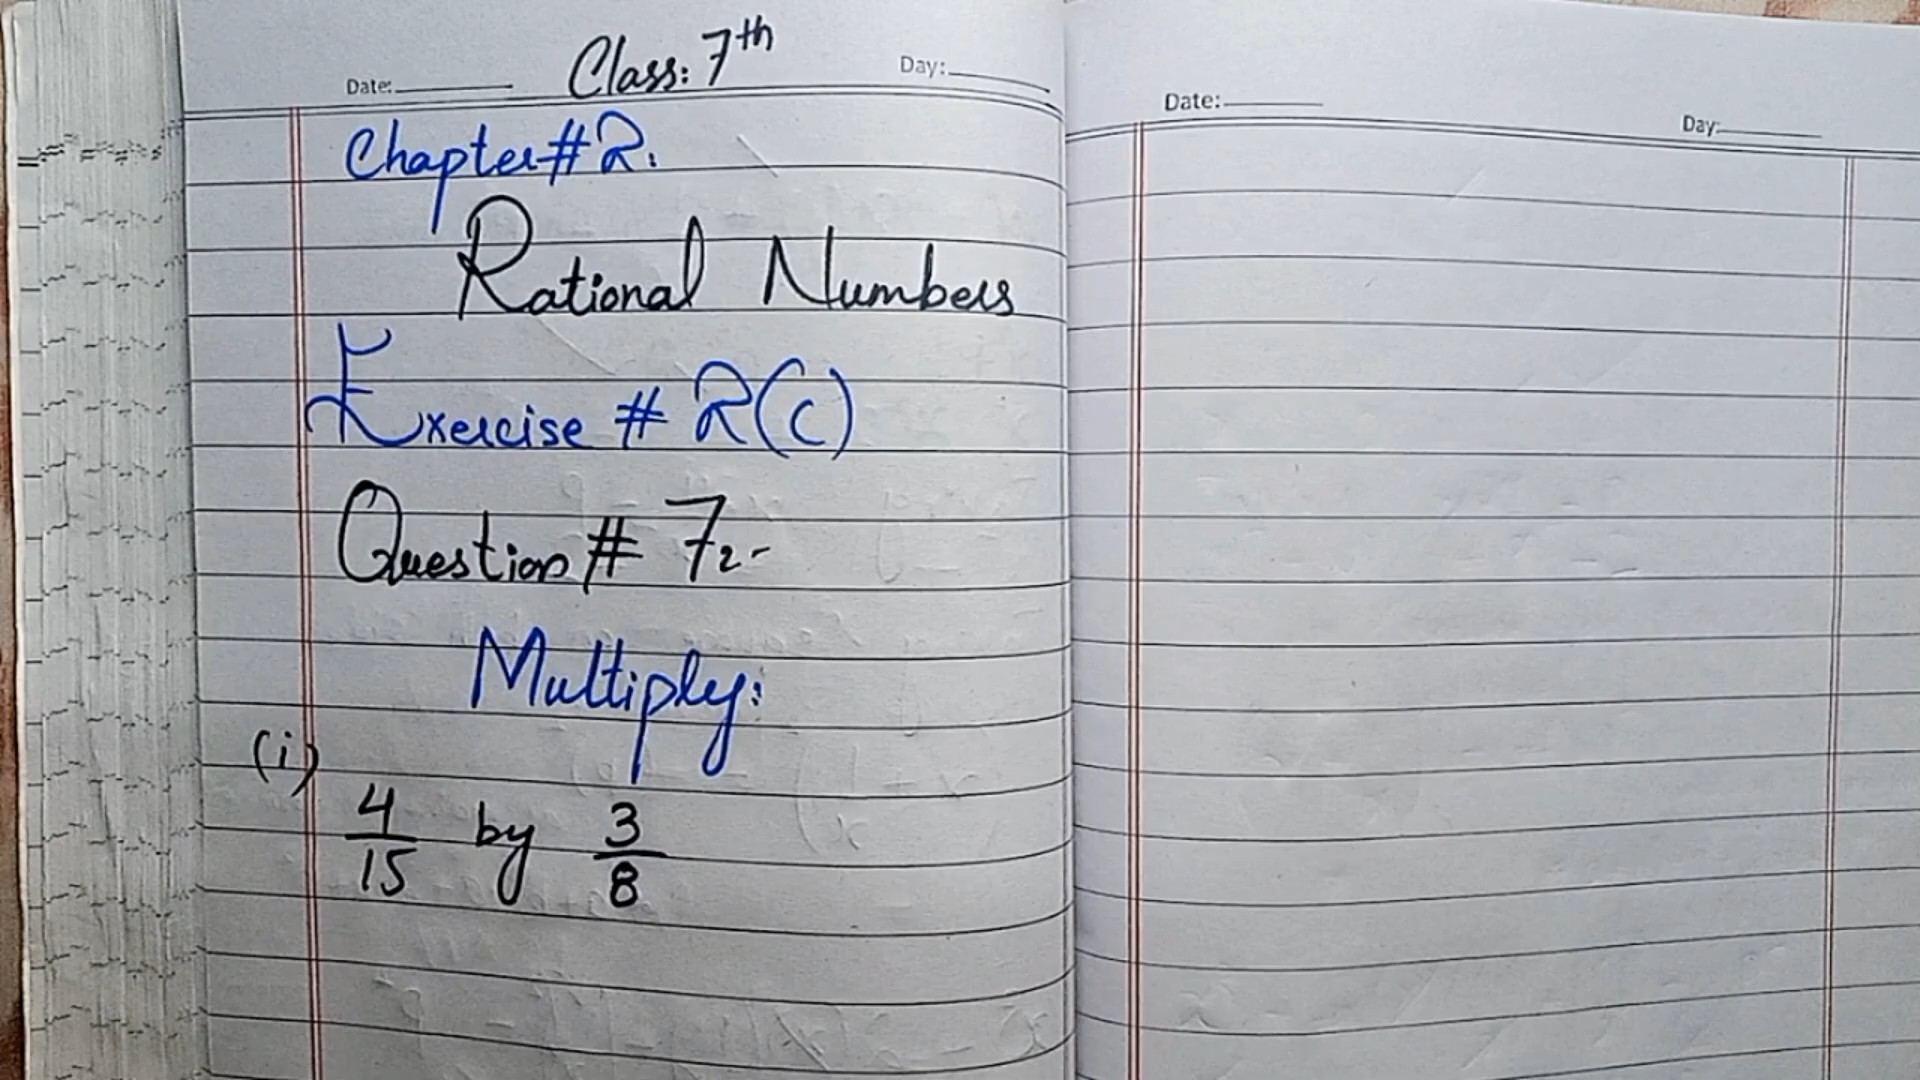 Class: 7th
Date: Day:
Chapter # 2:
Rational Numbers
Exercise # 2(C)
Question # 7:-
Multiply:
(i)
4/15 by 3/8
Date: Day: